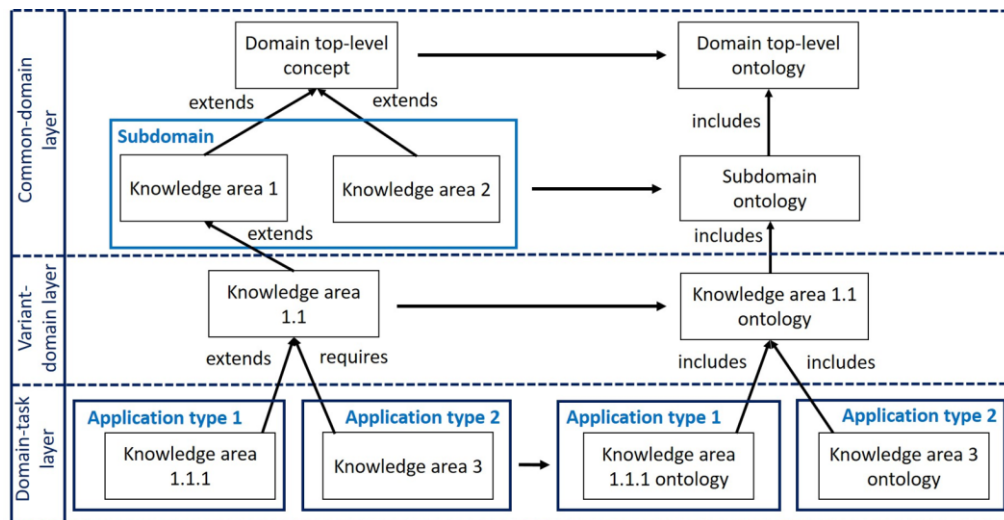 Common-domain
layer
Domain top-level
concept
Domain top-level
ontology
extends
extends
includes
Subdomain
Knowledge area 1
Knowledge area 2
Subdomain
ontology
extends
includes
Variant-
domain layer
Knowledge area
1.1
Knowledge area 1.1
ontology
extends
requires
includes
includes
Domain-task
layer
Application type 1
Knowledge area
1.1.1
Application type 2
Knowledge area 3
Application type 1
Knowledge area
1.1.1 ontology
Application type 2
Knowledge area 3
ontology